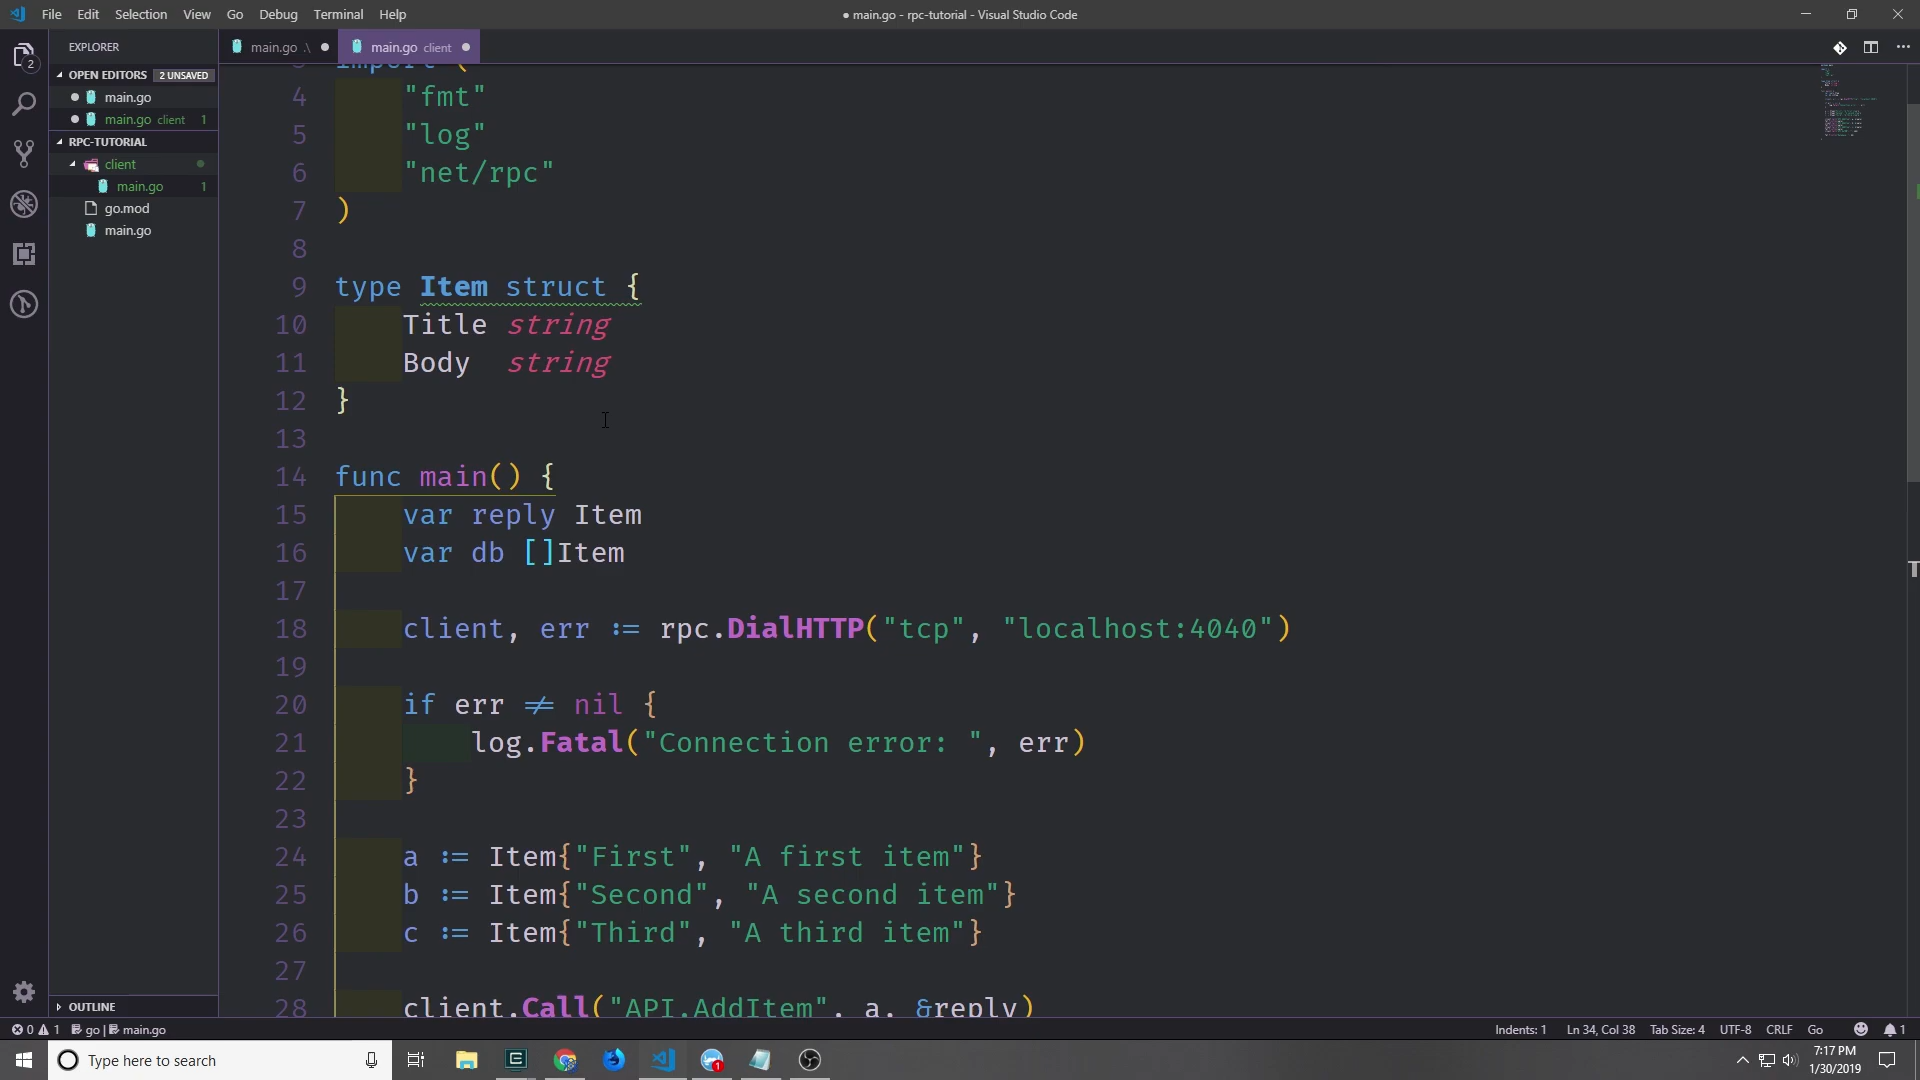 File Edit Selection View Go Debug Terminal Help
● main.go - rpc-tutorial - Visual Studio Code
EXPLORER
main.go .\
main.go client
OPEN EDITORS 2 UNSAVED
main.go
main.go client 1
RPC-TUTORIAL
client
main.go 1
go.mod
main.go
OUTLINE
2
3 import (
4 "fmt"
5 "log"
6 "net/rpc"
7 )
8
9 type Item struct {
10 Title string
11 Body string
12 }
13
14 func main() {
15 var reply Item
16 var db []Item
17
18 client, err := rpc.DialHTTP("tcp", "localhost:4040")
19
20 if err != nil {
21 log.Fatal("Connection error: ", err)
22 }
23
24 a := Item{"First", "A first item"}
25 b := Item{"Second", "A second item"}
26 c := Item{"Third", "A third item"}
27
28 client.Call("API.AddItem", a, &reply)
0 1 go | main.go
Indents: 1 Ln 34, Col 38 Tab Size: 4 UTF-8 CRLF Go 1
Type here to search
1
7:17 PM
1/30/2019